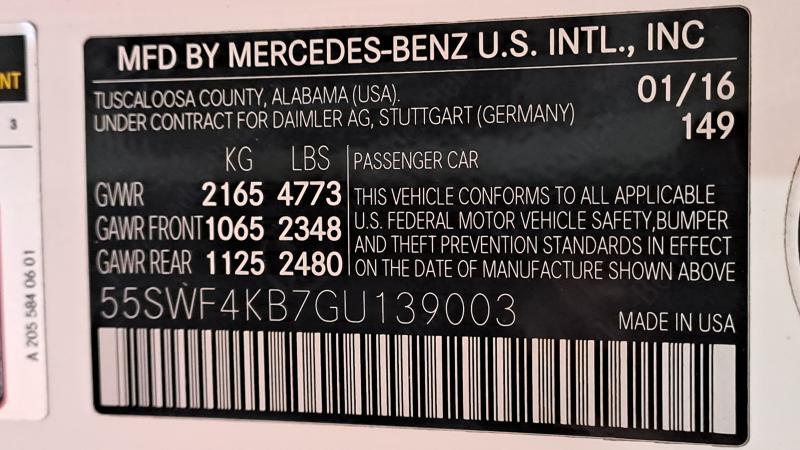 MFD BY MERCEDES-BENZ U.S. INTL., INC
TUSCALOOSA COUNTY, ALABAMA (USA).
01/16
UNDER CONTRACT FOR DAIMLER AG, STUTTGART (GERMANY)
149
KG LBS
PASSENGER CAR
GVWR 2165 4773
GAWR FRONT 1065 2348
GAWR REAR 1125 2480
THIS VEHICLE CONFORMS TO ALL APPLICABLE
U.S. FEDERAL MOTOR VEHICLE SAFETY,BUMPER
AND THEFT PREVENTION STANDARDS IN EFFECT
ON THE DATE OF MANUFACTURE SHOWN ABOVE
55SWF4KB7GU139003
MADE IN USA
NT
3
A 205 584 06 01